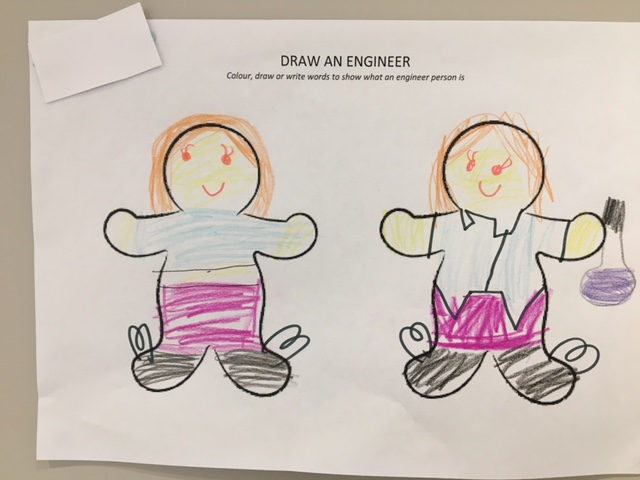 DRAW AN ENGINEER
Colour, draw or write words to show what an engineer person is